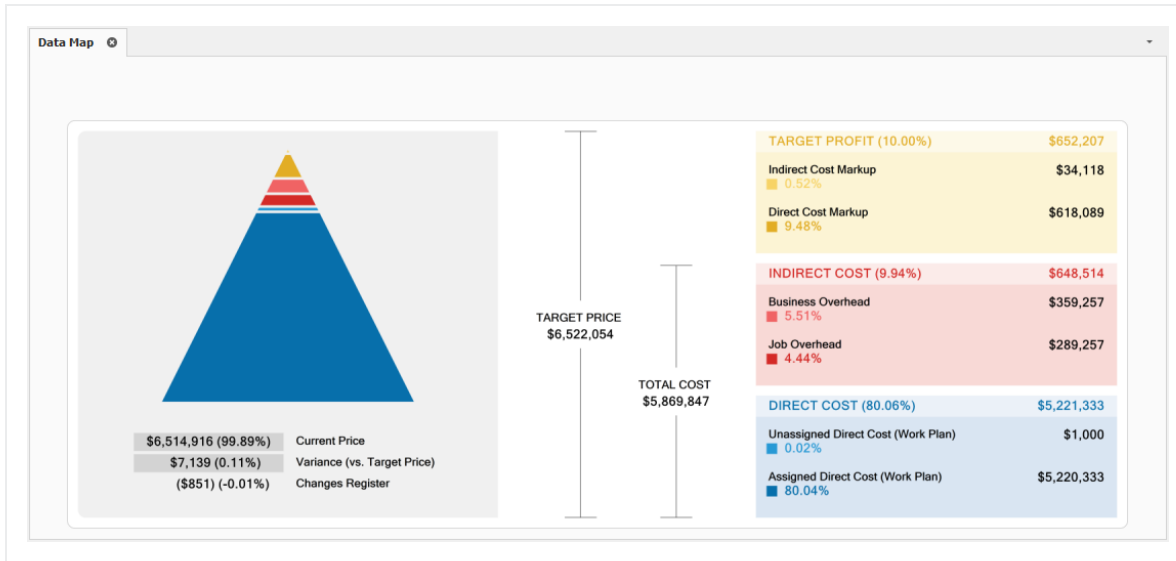 Data Map
$6,514,916 (99.89%) Current Price
$7,139 (0.11%) Variance (vs. Target Price)
($851) (-0.01%) Changes Register
TARGET PRICE
$6,522,054
TOTAL COST
$5,869,847
TARGET PROFIT (10.00%) $652,207
Indirect Cost Markup $34,118
0.52%
Direct Cost Markup $618,089
9.48%
INDIRECT COST (9.94%) $648,514
Business Overhead $359,257
5.51%
Job Overhead $289,257
4.44%
DIRECT COST (80.06%) $5,221,333
Unassigned Direct Cost (Work Plan) $1,000
0.02%
Assigned Direct Cost (Work Plan) $5,220,333
80.04%